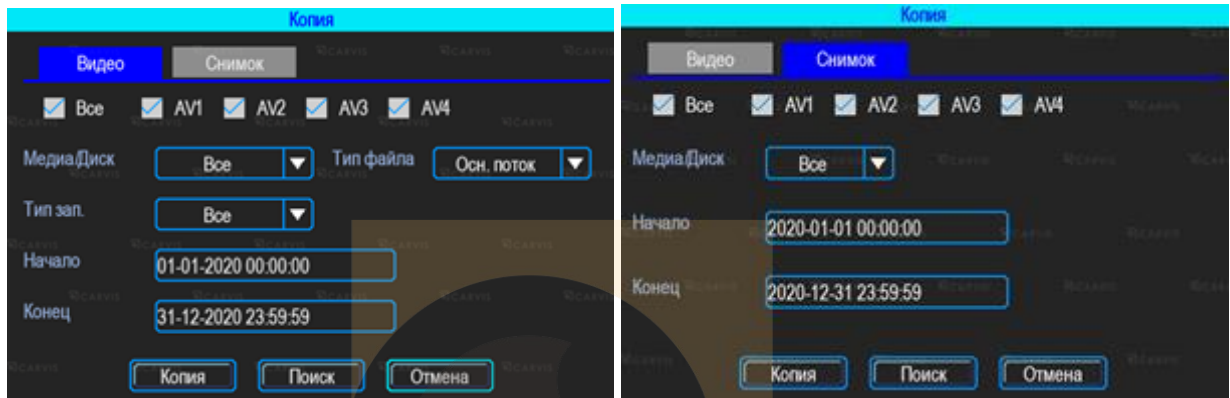 Копия
Видео Снимок
Все AV1 AV2 AV3 AV4
Медиа/Диск Все Тип файла Осн. поток
Тип зап. Все
Начало 01-01-2020 00:00:00
Конец 31-12-2020 23:59:59
Копия Поиск Отмена
Копия
Видео Снимок
Все AV1 AV2 AV3 AV4
Медиа/Диск Все
Начало 2020-01-01 00:00:00
Конец 2020-12-31 23:59:59
Копия Поиск Отмена